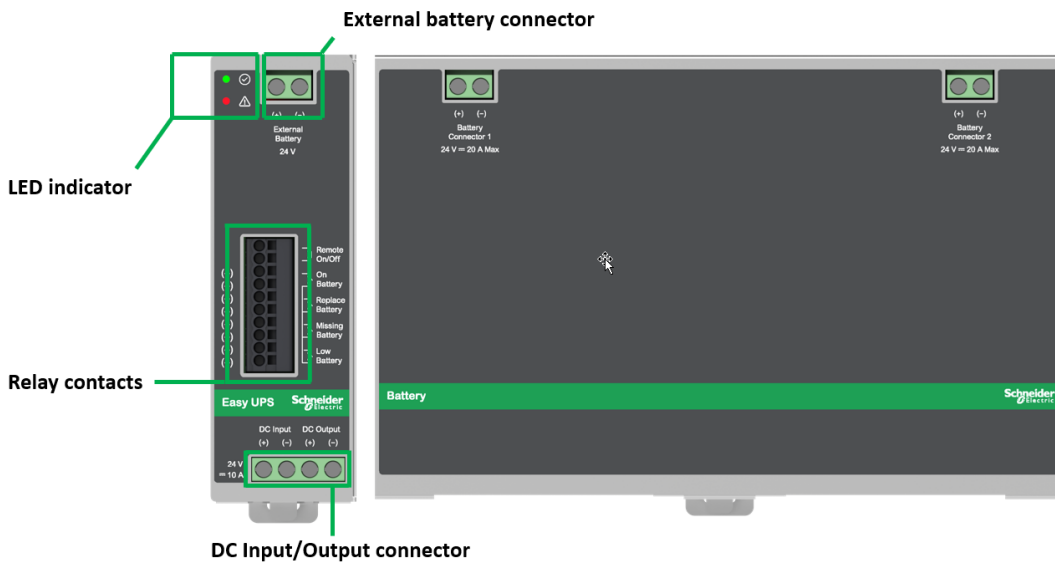 External battery connector
(+) (−)
External
Battery
24 V
(+) (−)
Battery
Connector 1
24 V ⎓ 20 A Max
(+) (−)
Battery
Connector 2
24 V ⎓ 20 A Max
LED indicator
Remote
On/Off
On
Battery
Replace
Battery
Missing
Battery
Low
Battery
Relay contacts
Easy UPS
Schneider
Electric
Battery
Schneider
Electric
DC Input DC Output
(+) (−) (+) (−)
24 V
⎓ 10 A
DC Input/Output connector